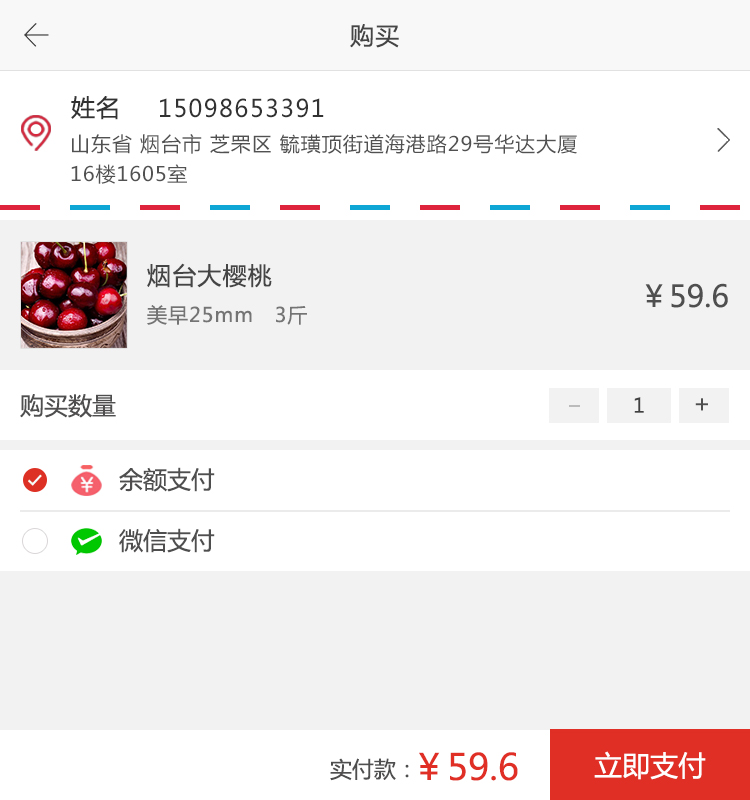 购买
姓名 15098653391
山东省 烟台市 芝罘区 毓璜顶街道海港路29号华达大厦
16楼1605室
烟台大樱桃
美早25mm 3斤
¥ 59.6
购买数量 − 1 +
¥ 余额支付
微信支付
实付款：¥ 59.6 立即支付